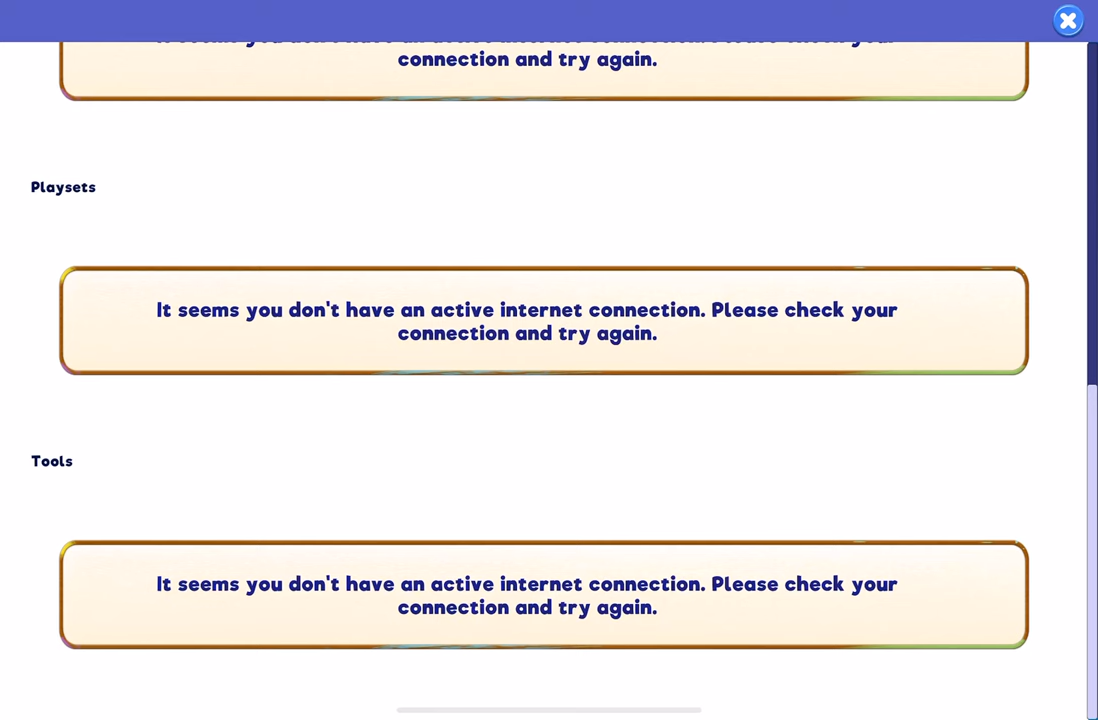 connection and try again.
Playsets
It seems you don't have an active internet connection. Please check your
connection and try again.
Tools
It seems you don't have an active internet connection. Please check your
connection and try again.